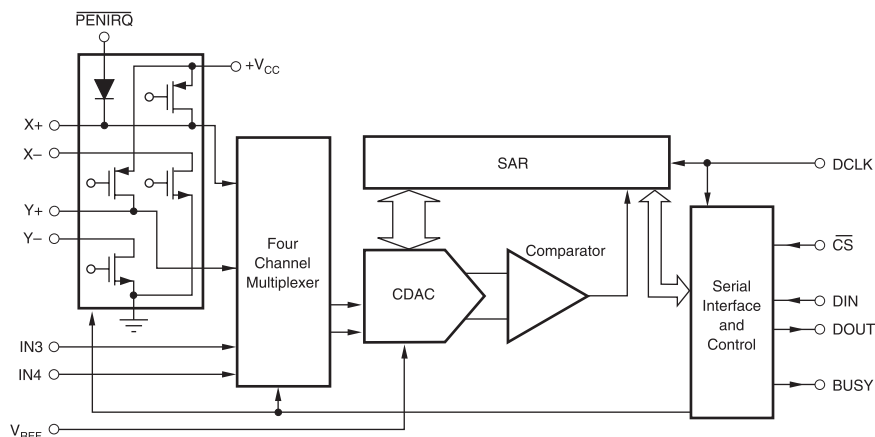 PENIRQ
+VCC
X+
X–
Y+
Y–
IN3
IN4
VREF
Four
Channel
Multiplexer
SAR
CDAC
Comparator
Serial
Interface
and
Control
DCLK
CS
DIN
DOUT
BUSY